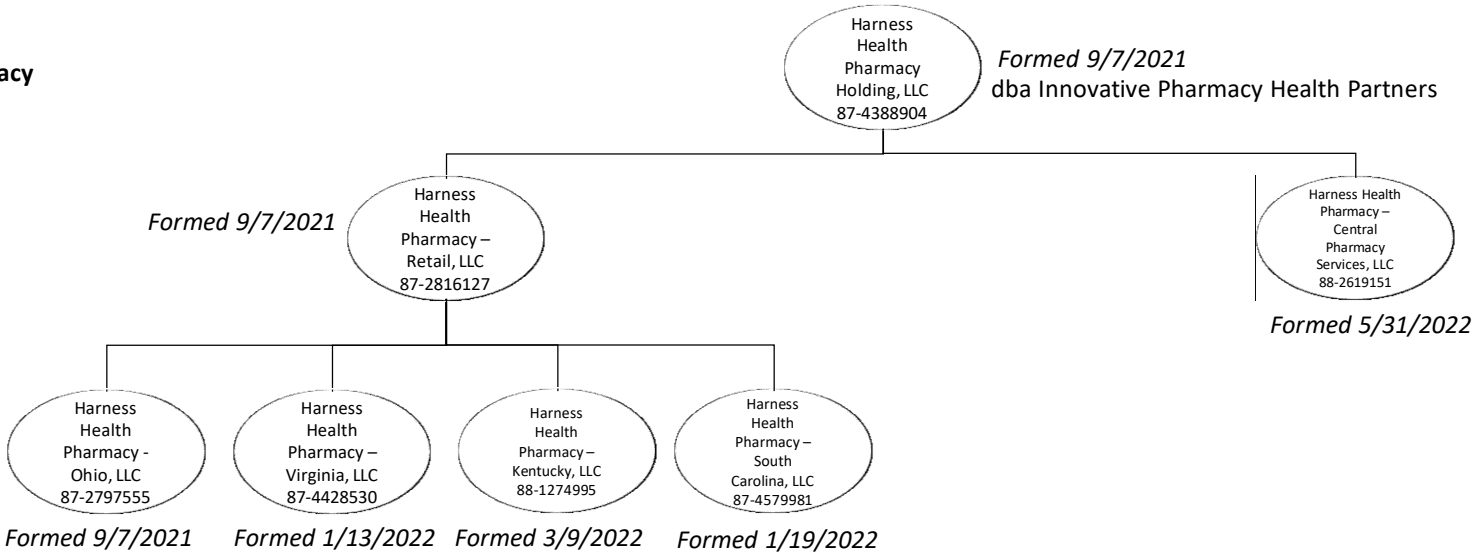 acy
Harness
Health
Pharmacy
Holding, LLC
87-4388904
Formed 9/7/2021
dba Innovative Pharmacy Health Partners
Formed 9/7/2021
Harness
Health
Pharmacy –
Retail, LLC
87-2816127
Harness Health
Pharmacy –
Central
Pharmacy
Services, LLC
88-2619151
Formed 5/31/2022
Harness
Health
Pharmacy -
Ohio, LLC
87-2797555
Formed 9/7/2021
Harness
Health
Pharmacy –
Virginia, LLC
87-4428530
Formed 1/13/2022
Harness
Health
Pharmacy –
Kentucky, LLC
88-1274995
Formed 3/9/2022
Harness
Health
Pharmacy –
South
Carolina, LLC
87-4579981
Formed 1/19/2022